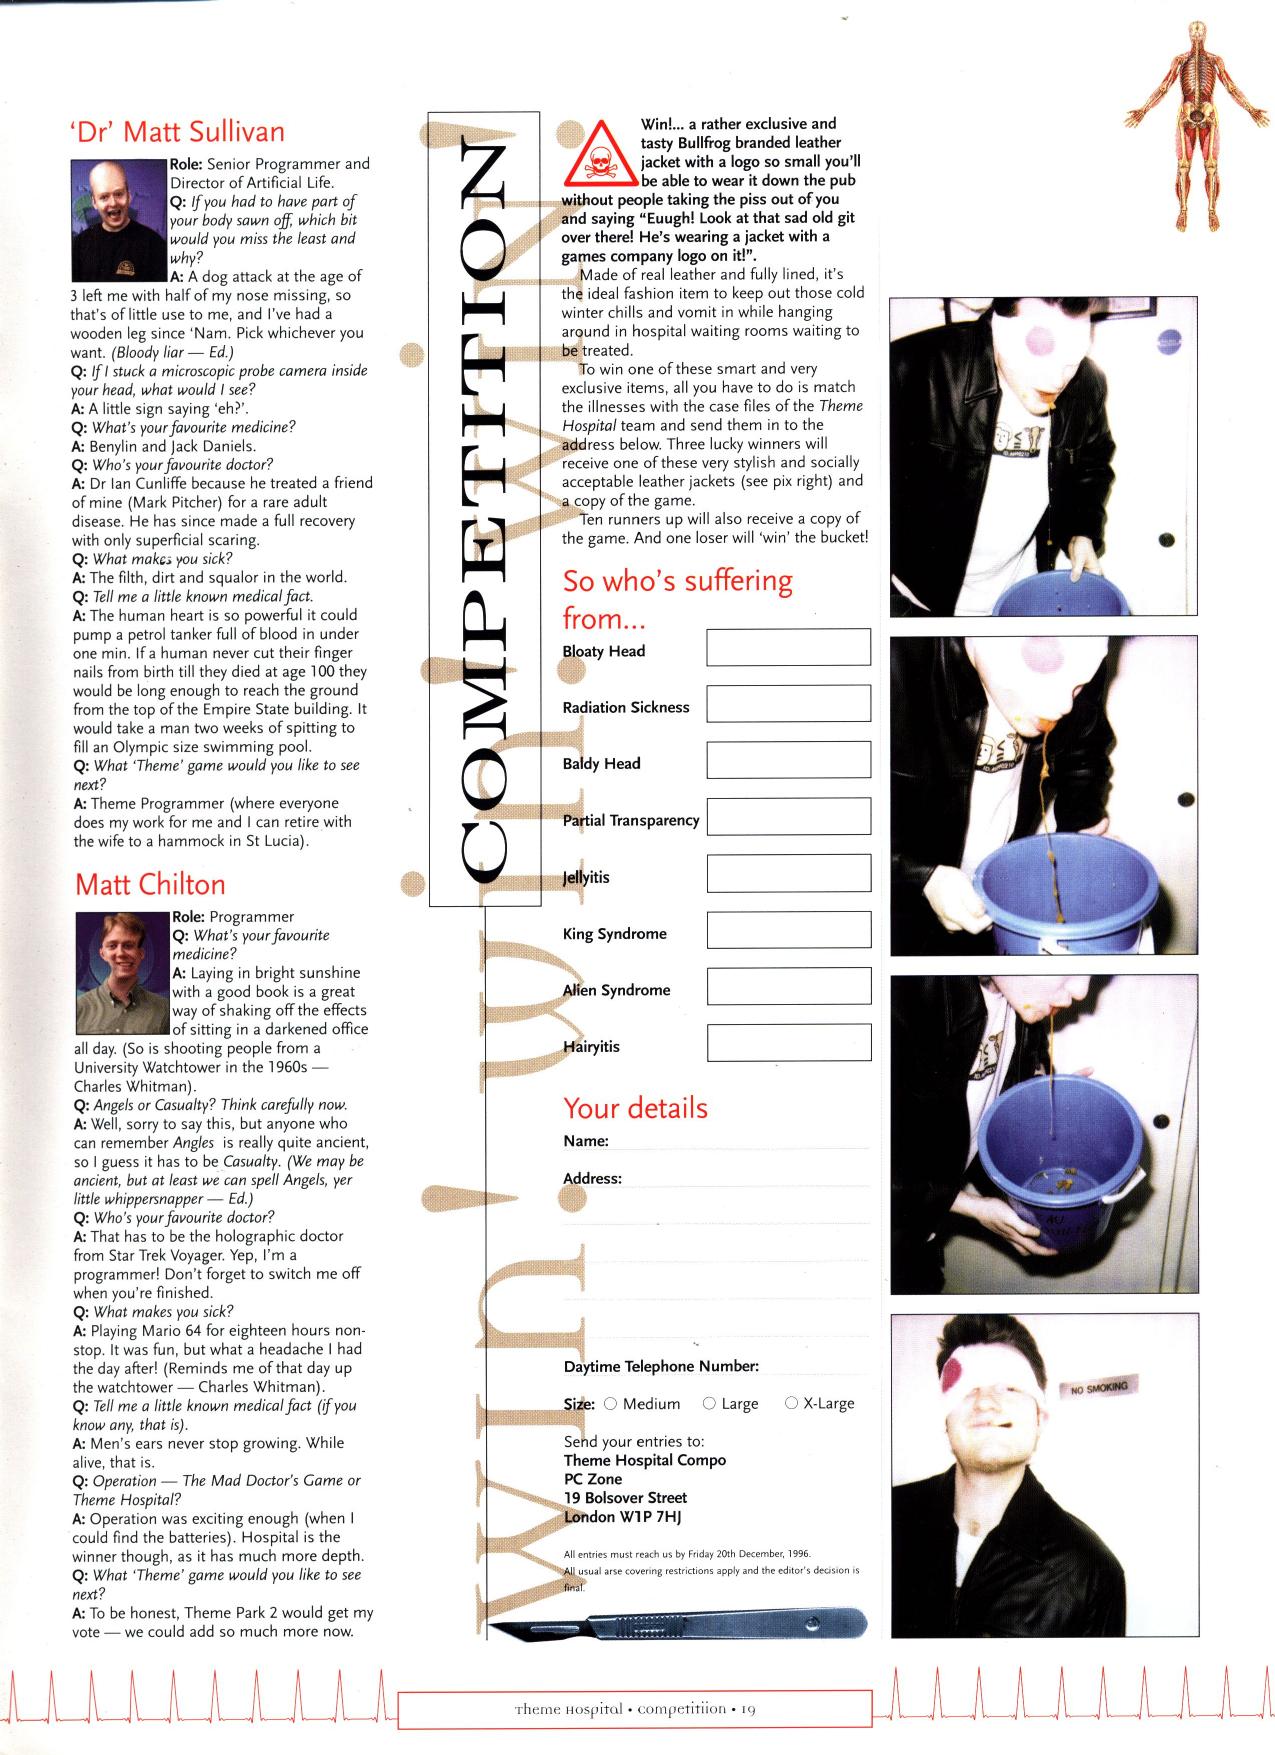 ‘Dr’ Matt Sullivan
Role: Senior Programmer and
Director of Artificial Life.
Q: If you had to have part of
your body sawn off, which bit
would you miss the least and
why?
A: A dog attack at the age of
3 left me with half of my nose missing, so
that's of little use to me, and I've had a
wooden leg since ‘Nam. Pick whichever you
want. (Bloody liar — Ed.)
Q: If I stuck a microscopic probe camera inside
your head, what would I see?
A: A little sign saying ‘eh?’.
Q: What's your favourite medicine?
A: Benylin and Jack Daniels.
Q: Who's your favourite doctor?
A: Dr Ian Cunliffe because he treated a friend
of mine (Mark Pitcher) for a rare adult
disease. He has since made a full recovery
with only superficial scaring.
Q: What makes you sick?
A: The filth, dirt and squalor in the world.
Q: Tell me a little known medical fact.
A: The human heart is so powerful it could
pump a petrol tanker full of blood in under
one min. If a human never cut their finger
nails from birth till they died at age 100 they
would be long enough to reach the ground
from the top of the Empire State building. It
would take a man two weeks of spitting to
fill an Olympic size swimming pool.
Q: What ‘Theme’ game would you like to see
next?
A: Theme Programmer (where everyone
does my work for me and I can retire with
the wife to a hammock in St Lucia).
Matt Chilton
Role: Programmer
Q: What's your favourite
medicine?
A: Laying in bright sunshine
with a good book is a great
way of shaking off the effects
of sitting in a darkened office
all day. (So is shooting people from a
University Watchtower in the 1960s —
Charles Whitman).
Q: Angels or Casualty? Think carefully now.
A: Well, sorry to say this, but anyone who
can remember Angles is really quite ancient,
so I guess it has to be Casualty. (We may be
ancient, but at least we can spell Angels, yer
little whippersnapper — Ed.)
Q: Who's your favourite doctor?
A: That has to be the holographic doctor
from Star Trek Voyager. Yep, I'm a
programmer! Don't forget to switch me off
when you're finished.
Q: What makes you sick?
A: Playing Mario 64 for eighteen hours non-
stop. It was fun, but what a headache I had
the day after! (Reminds me of that day up
the watchtower — Charles Whitman).
Q: Tell me a little known medical fact (if you
know any, that is).
A: Men's ears never stop growing. While
alive, that is.
Q: Operation — The Mad Doctor's Game or
Theme Hospital?
A: Operation was exciting enough (when I
could find the batteries). Hospital is the
winner though, as it has much more depth.
Q: What ‘Theme’ game would you like to see
next?
A: To be honest, Theme Park 2 would get my
vote — we could add so much more now.
COMPETITION
Win! Win! Win!
Win!... a rather exclusive and
tasty Bullfrog branded leather
jacket with a logo so small you'll
be able to wear it down the pub
without people taking the piss out of you
and saying “Euugh! Look at that sad old git
over there! He's wearing a jacket with a
games company logo on it!”.
Made of real leather and fully lined, it's
the ideal fashion item to keep out those cold
winter chills and vomit in while hanging
around in hospital waiting rooms waiting to
be treated.
To win one of these smart and very
exclusive items, all you have to do is match
the illnesses with the case files of the Theme
Hospital team and send them in to the
address below. Three lucky winners will
receive one of these very stylish and socially
acceptable leather jackets (see pix right) and
a copy of the game.
Ten runners up will also receive a copy of
the game. And one loser will ‘win’ the bucket!
So who's suffering
from...
Bloaty Head
Radiation Sickness
Baldy Head
Partial Transparency
Jellyitis
King Syndrome
Alien Syndrome
Hairyitis
Your details
Name:
Address:
Daytime Telephone Number:
Size: Medium Large X-Large
Send your entries to:
Theme Hospital Compo
PC Zone
19 Bolsover Street
London W1P 7HJ
All entries must reach us by Friday 20th December, 1996.
All usual arse covering restrictions apply and the editor's decision is
final.
NO SMOKING
Theme Hospital • competitiion • 19